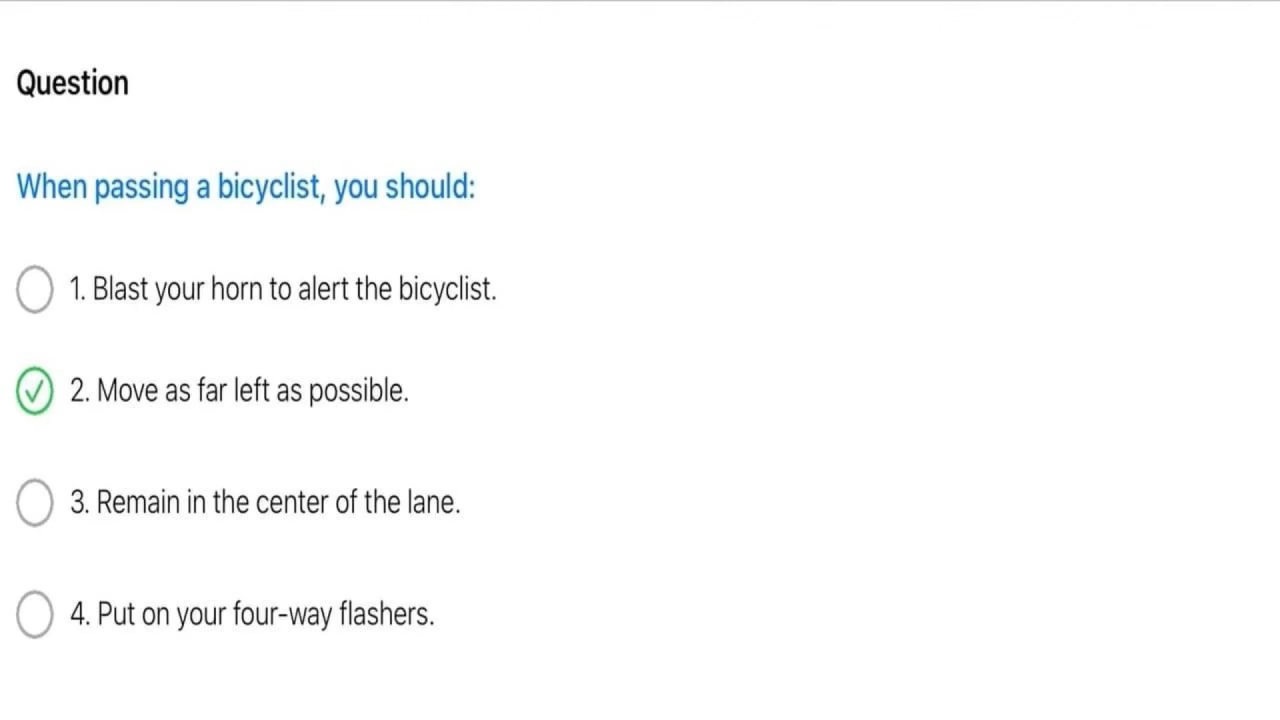 Question
When passing a bicyclist, you should:
1. Blast your horn to alert the bicyclist.
2. Move as far left as possible.
3. Remain in the center of the lane.
4. Put on your four-way flashers.